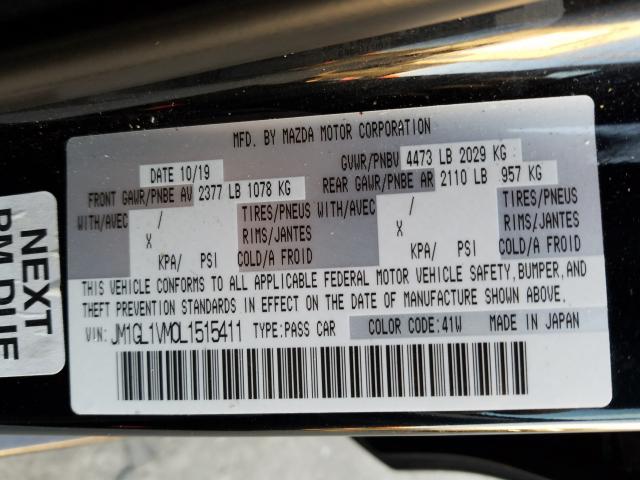 MFD. BY MAZDA MOTOR CORPORATION
DATE 10/19
GVWR/PNBV 4473 LB 2029 KG
FRONT GAWR/PNBE AV 2377 LB 1078 KG
REAR GAWR/PNBE AR 2110 LB 957 KG
WITH/AVEC / TIRES/PNEUS
X RIMS/JANTES
KPA/ PSI COLD/A FROID
WITH/AVEC / TIRES/PNEUS
X RIMS/JANTES
KPA/ PSI COLD/A FROID
THIS VEHICLE CONFORMS TO ALL APPLICABLE FEDERAL MOTOR VEHICLE SAFETY, BUMPER, AND
THEFT PREVENTION STANDARDS IN EFFECT ON THE DATE OF MANUFACTURE SHOWN ABOVE.
VIN: JM1GL1VM0L1515411 TYPE: PASS CAR COLOR CODE: 41W MADE IN JAPAN
NEXT
PM DUE